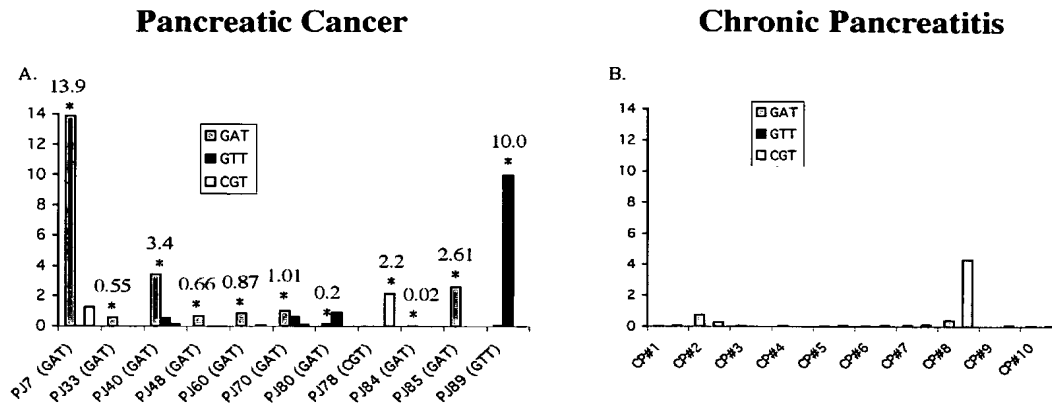 Pancreatic Cancer
Chronic Pancreatitis
A.
13.9
*
14
12
10
8
6
4
2
0
GAT
GTT
CGT
0.55
*
3.4
*
0.66
*
0.87
*
1.01
*
0.2
*
2.2
*
0.02
*
2.61
*
10.0
*
PJ7 (GAT)
PJ33 (GAT)
PJ40 (GAT)
PJ48 (GAT)
PJ60 (GAT)
PJ70 (GAT)
PJ80 (GAT)
PJ78 (CGT)
PJ84 (GAT)
PJ85 (GAT)
PJ89 (GTT)
B.
14
12
10
8
6
4
2
0
GAT
GTT
CGT
CP#1
CP#2
CP#3
CP#4
CP#5
CP#6
CP#7
CP#8
CP#9
CP#10